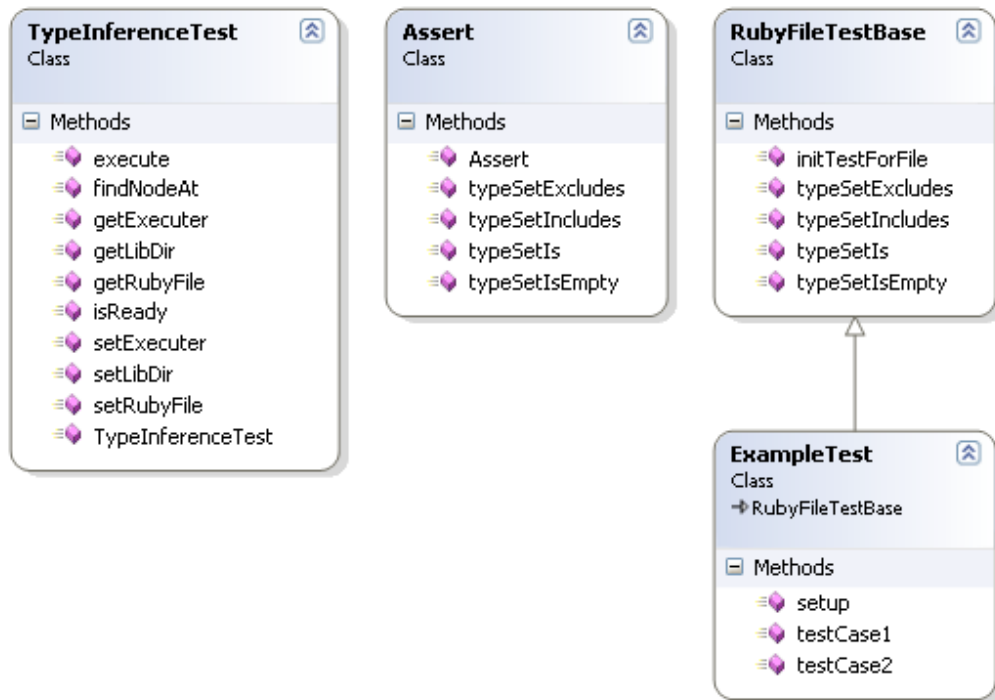 TypeInferenceTest
Class
Methods
execute
findNodeAt
getExecuter
getLibDir
getRubyFile
isReady
setExecuter
setLibDir
setRubyFile
TypeInferenceTest
Assert
Class
Methods
Assert
typeSetExcludes
typeSetIncludes
typeSetIs
typeSetIsEmpty
RubyFileTestBase
Class
Methods
initTestForFile
typeSetExcludes
typeSetIncludes
typeSetIs
typeSetIsEmpty
ExampleTest
Class
RubyFileTestBase
Methods
setup
testCase1
testCase2